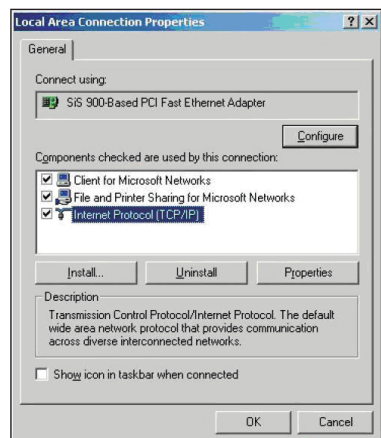 Local Area Connection Properties
General
Connect using:
SiS 900-Based PCI Fast Ethernet Adapter
Configure
Components checked are used by this connection:
Client for Microsoft Networks
File and Printer Sharing for Microsoft Networks
Internet Protocol (TCP/IP)
Install... Uninstall Properties
Description
Transmission Control Protocol/Internet Protocol. The default
wide area network protocol that provides communication
across diverse interconnected networks.
Show icon in taskbar when connected
OK Cancel